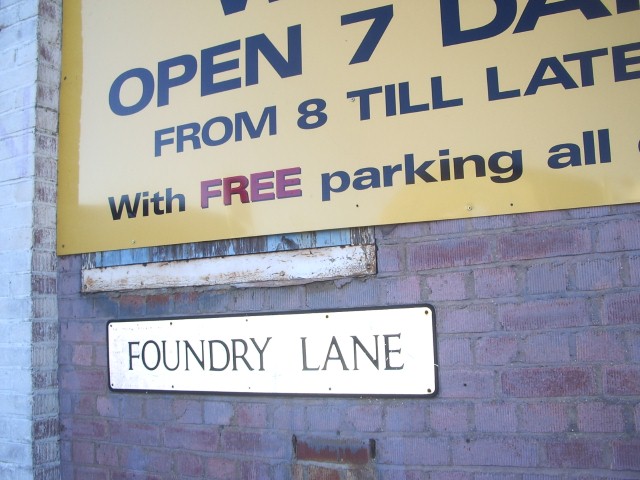 OPEN 7
FROM 8 TILL LATE
With FREE parking all
FOUNDRY LANE